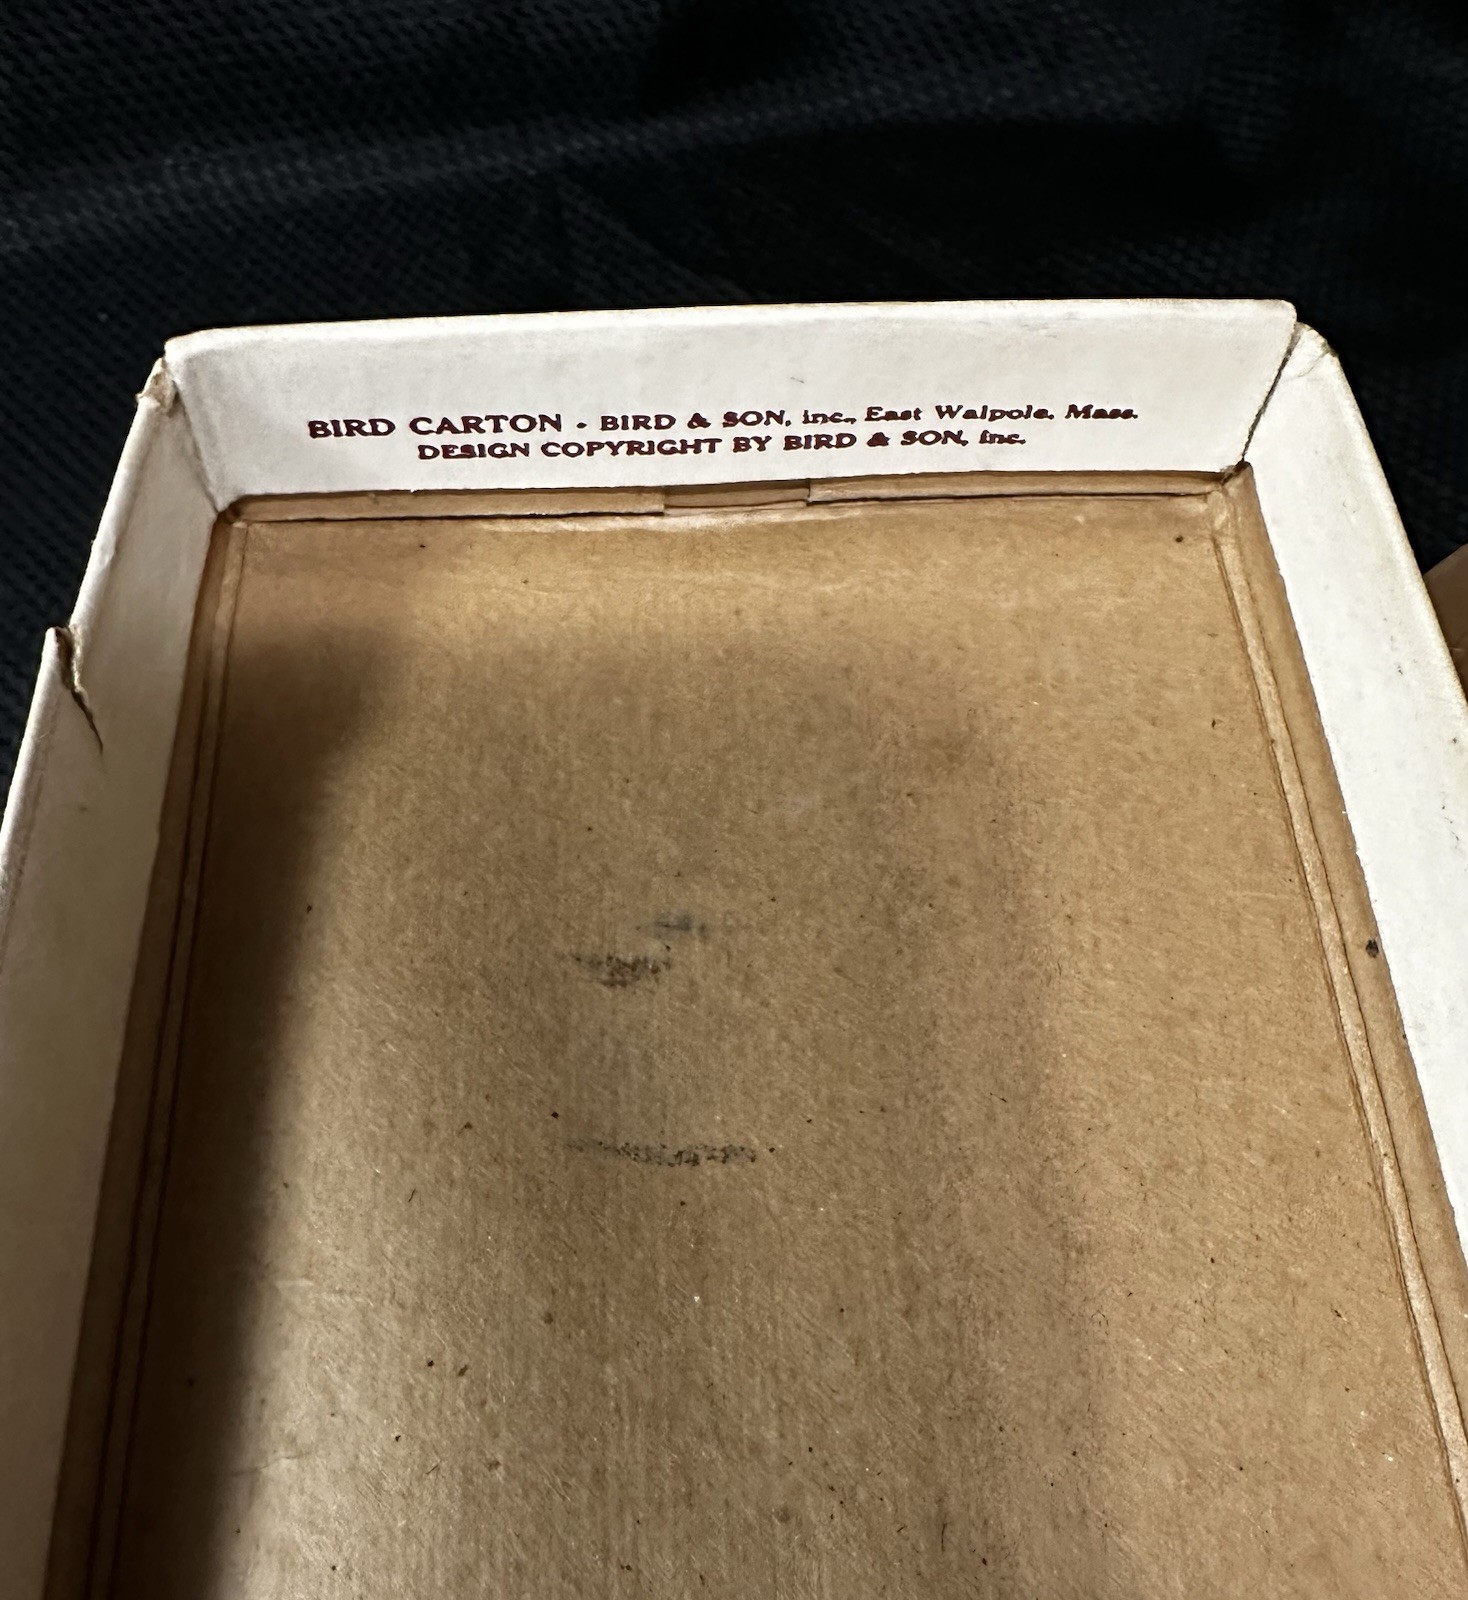 BIRD CARTON • BIRD & SON, inc., East Walpole, Mass.
DESIGN COPYRIGHT BY BIRD & SON, inc.